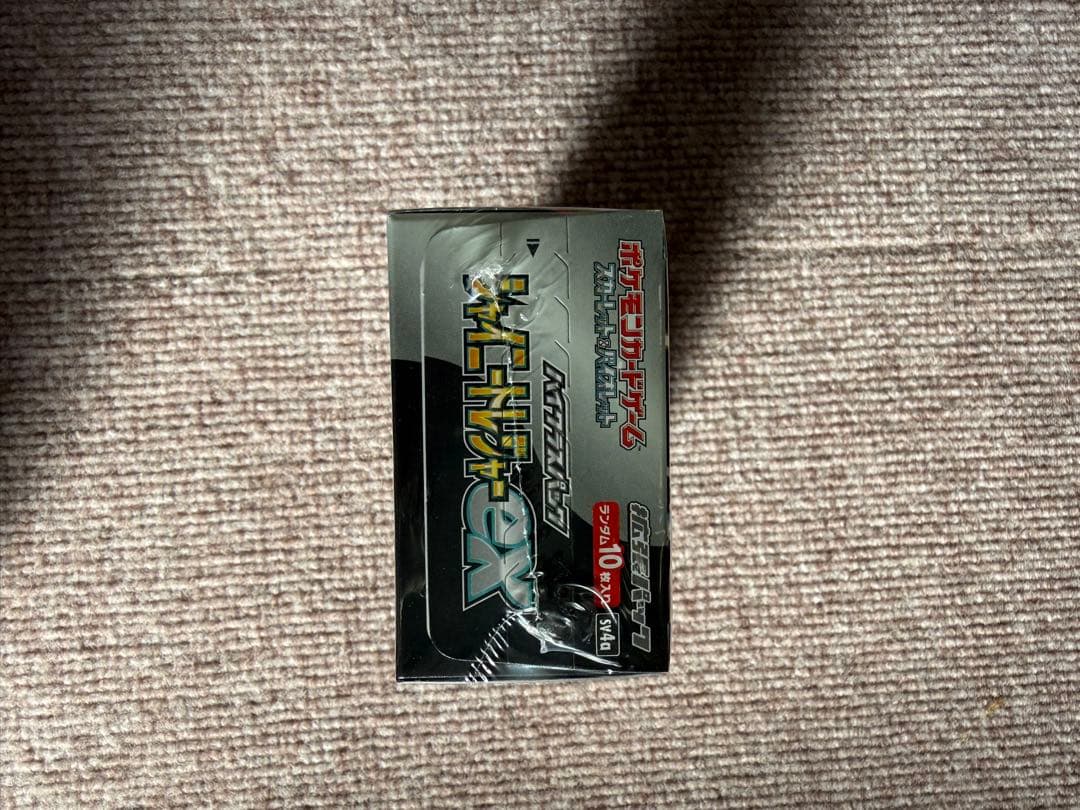 ポケモンカードゲーム
スカーレット&バイオレット
拡張パック
ランダム10枚入り
sv4a
ハイクラスパック
シャイニートレジャー
ex